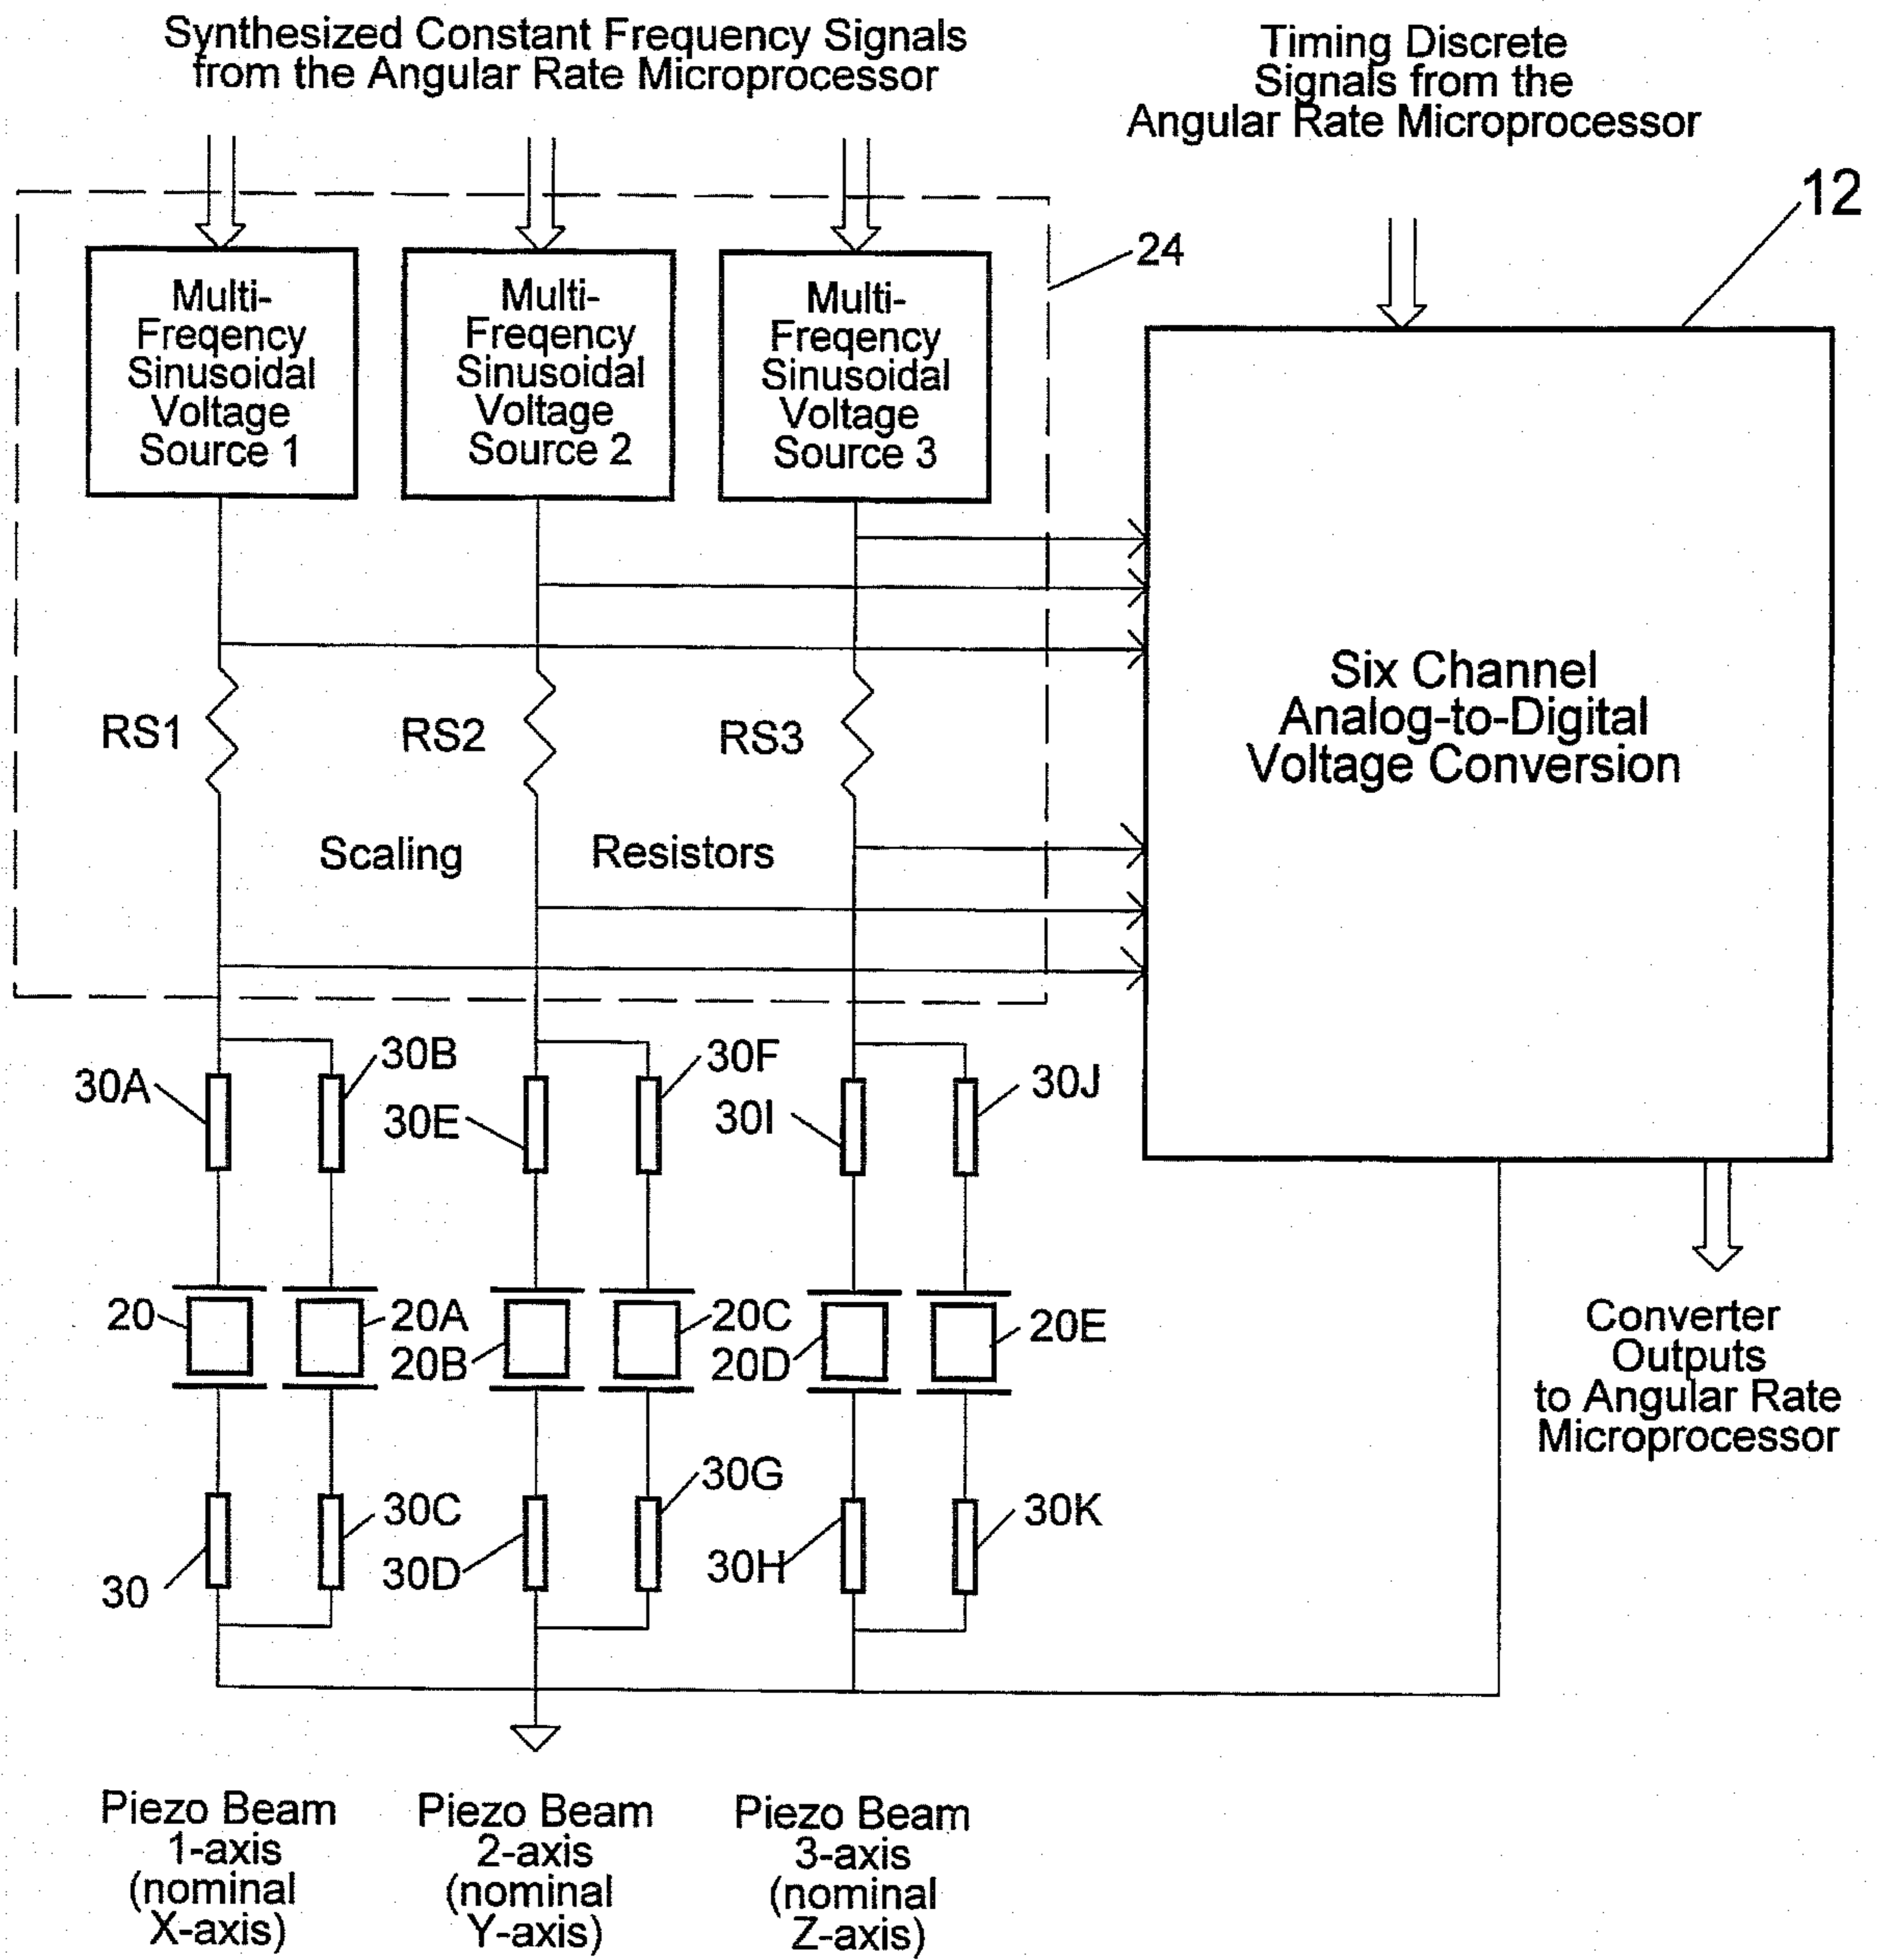 Synthesized Constant Frequency Signals
from the Angular Rate Microprocessor
Timing Discrete
Signals from the
Angular Rate Microprocessor
12
24
Multi-
Freqency
Sinusoidal
Voltage
Source 1
Multi-
Freqency
Sinusoidal
Voltage
Source 2
Multi-
Freqency
Sinusoidal
Voltage
Source 3
Six Channel
Analog-to-Digital
Voltage Conversion
RS1
RS2
RS3
Scaling Resistors
30A
30B
30E
30F
30I
30J
20
20A
20B
20C
20D
20E
30
30C
30D
30G
30H
30K
Converter
Outputs
to Angular Rate
Microprocessor
Piezo Beam
1-axis
(nominal
X-axis)
Piezo Beam
2-axis
(nominal
Y-axis)
Piezo Beam
3-axis
(nominal
Z-axis)